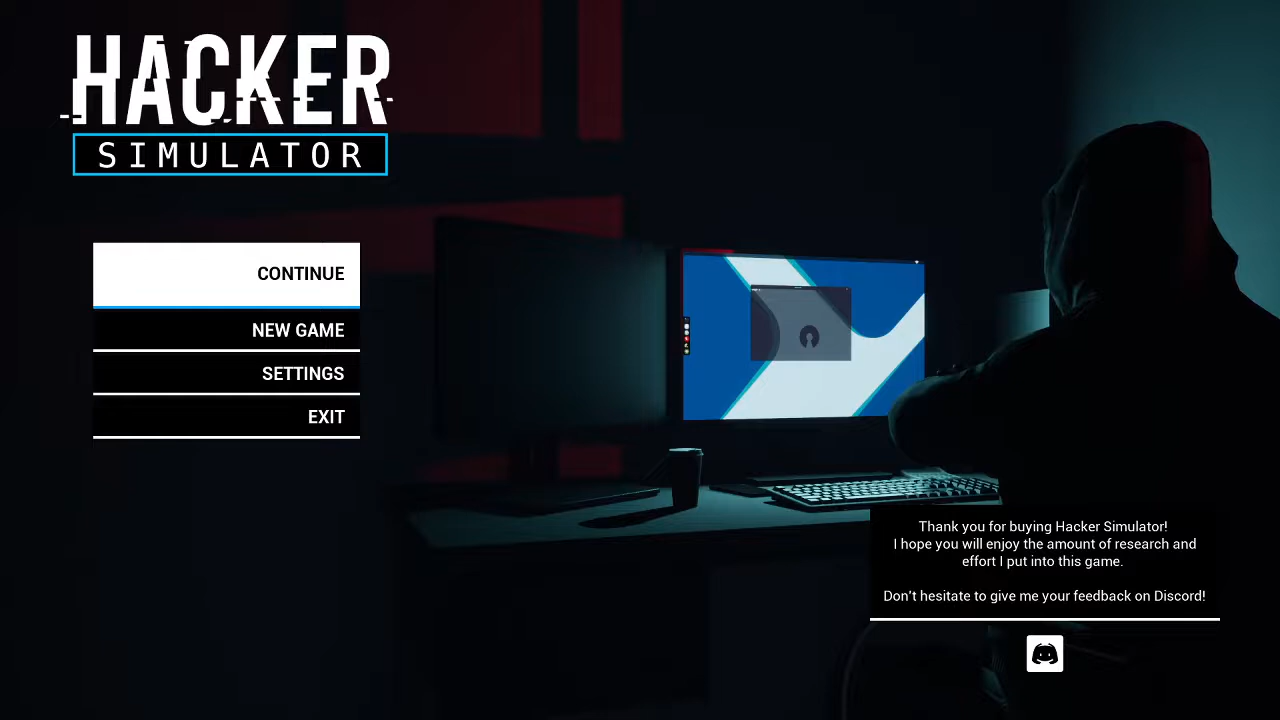 HACKER
SIMULATOR
CONTINUE
NEW GAME
SETTINGS
EXIT
Thank you for buying Hacker Simulator!
I hope you will enjoy the amount of research and
effort I put into this game.
Don't hesitate to give me your feedback on Discord!